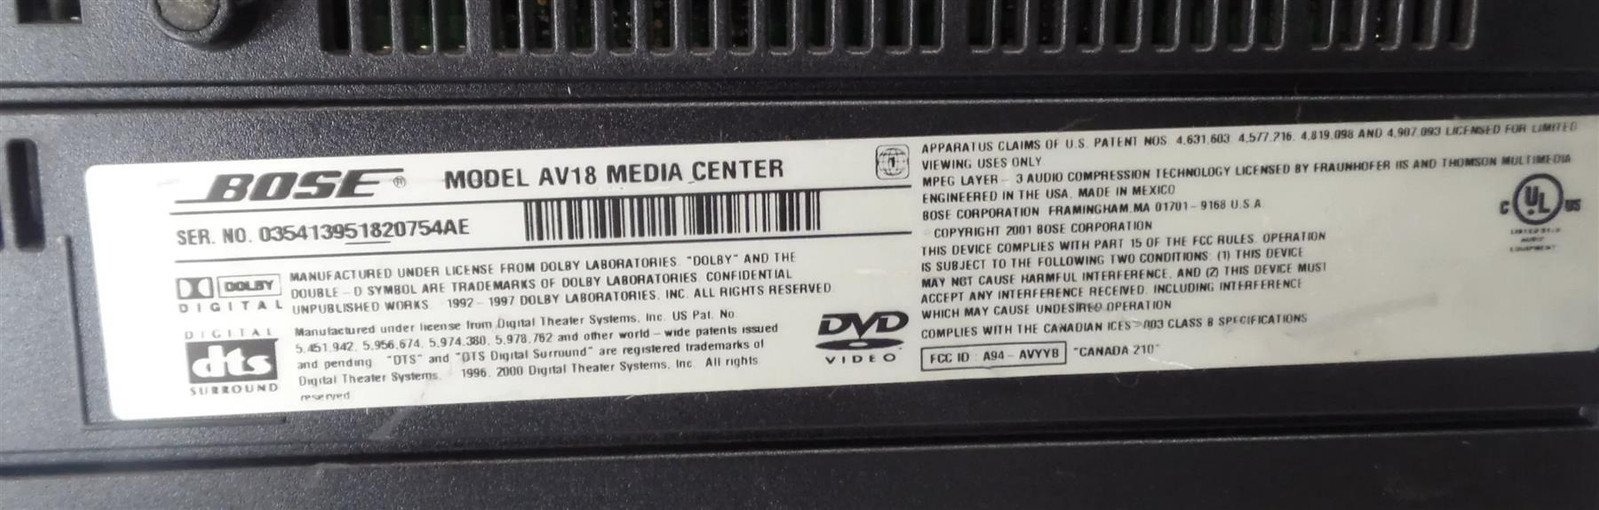 BOSE ® MODEL AV18 MEDIA CENTER
SER. NO. 035413951820754AE
DOLBY
DIGITAL
MANUFACTURED UNDER LICENSE FROM DOLBY LABORATORIES. "DOLBY" AND THE
DOUBLE-D SYMBOL ARE TRADEMARKS OF DOLBY LABORATORIES. CONFIDENTIAL
UNPUBLISHED WORKS 1992-1997 DOLBY LABORATORIES, INC. ALL RIGHTS RESERVED
DIGITAL
dts
SURROUND
Manufactured under license from Digital Theater Systems, Inc. US Pat. No.
5,451,942, 5,956,674, 5,974,380, 5,978,762 and other world-wide patents issued
and pending. "DTS" and "DTS Digital Surround" are registered trademarks of
Digital Theater Systems. 1996, 2000 Digital Theater Systems, Inc. All rights
reserved
DVD
VIDEO
1
APPARATUS CLAIMS OF U.S. PATENT NOS 4,631,603 4,577,216, 4,819,098 AND 4,907,093 LICENSED FOR LIMITED
VIEWING USES ONLY
MPEG LAYER-3 AUDIO COMPRESSION TECHNOLOGY LICENSED BY FRAUNHOFER IIS AND THOMSON MULTIMEDIA
ENGINEERED IN THE USA, MADE IN MEXICO
BOSE CORPORATION FRAMINGHAM,MA 01701-9168 U.S.A
COPYRIGHT 2001 BOSE CORPORATION
THIS DEVICE COMPLIES WITH PART 15 OF THE FCC RULES. OPERATION
IS SUBJECT TO THE FOLLOWING TWO CONDITIONS: (1) THIS DEVICE
MAY NOT CAUSE HARMFUL INTERFERENCE, AND (2) THIS DEVICE MUST
ACCEPT ANY INTERFERENCE RECEIVED, INCLUDING INTERFERENCE
WHICH MAY CAUSE UNDESIRED OPERATION
COMPLIES WITH THE CANADIAN ICES-003 CLASS B SPECIFICATIONS
FCC ID : A94-AVYYB "CANADA 210"
C UL US